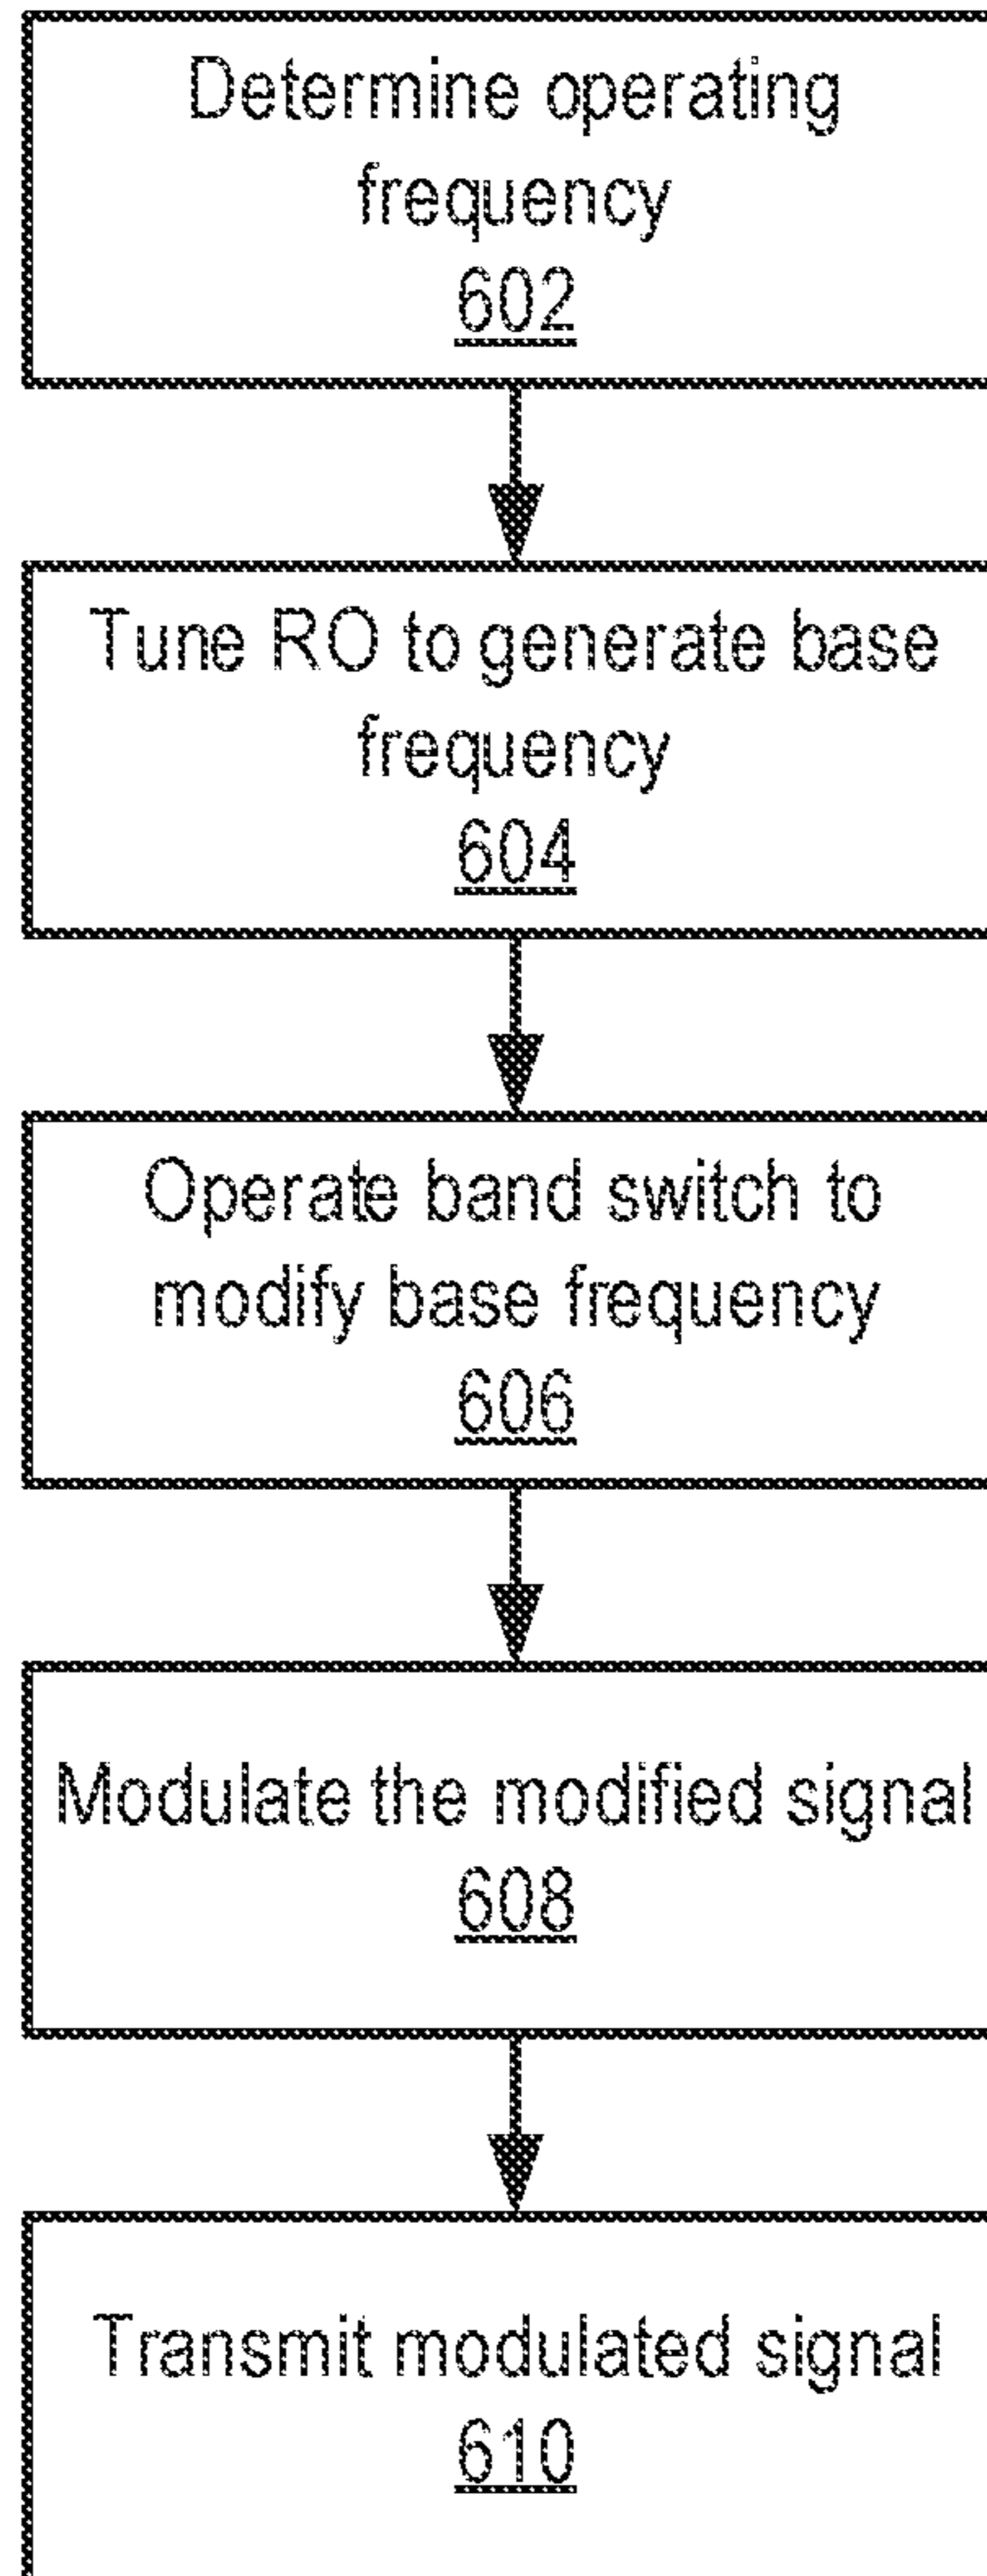 Determine operating
frequency
602
Tune RO to generate base
frequency
604
Operate band switch to
modify base frequency
606
Modulate the modified signal
608
Transmit modulated signal
610